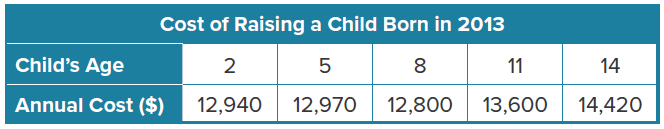 Cost of Raising a Child Born in 2013
Child's Age 2 5 8 11 14
Annual Cost ($) 12,940 12,970 12,800 13,600 14,420